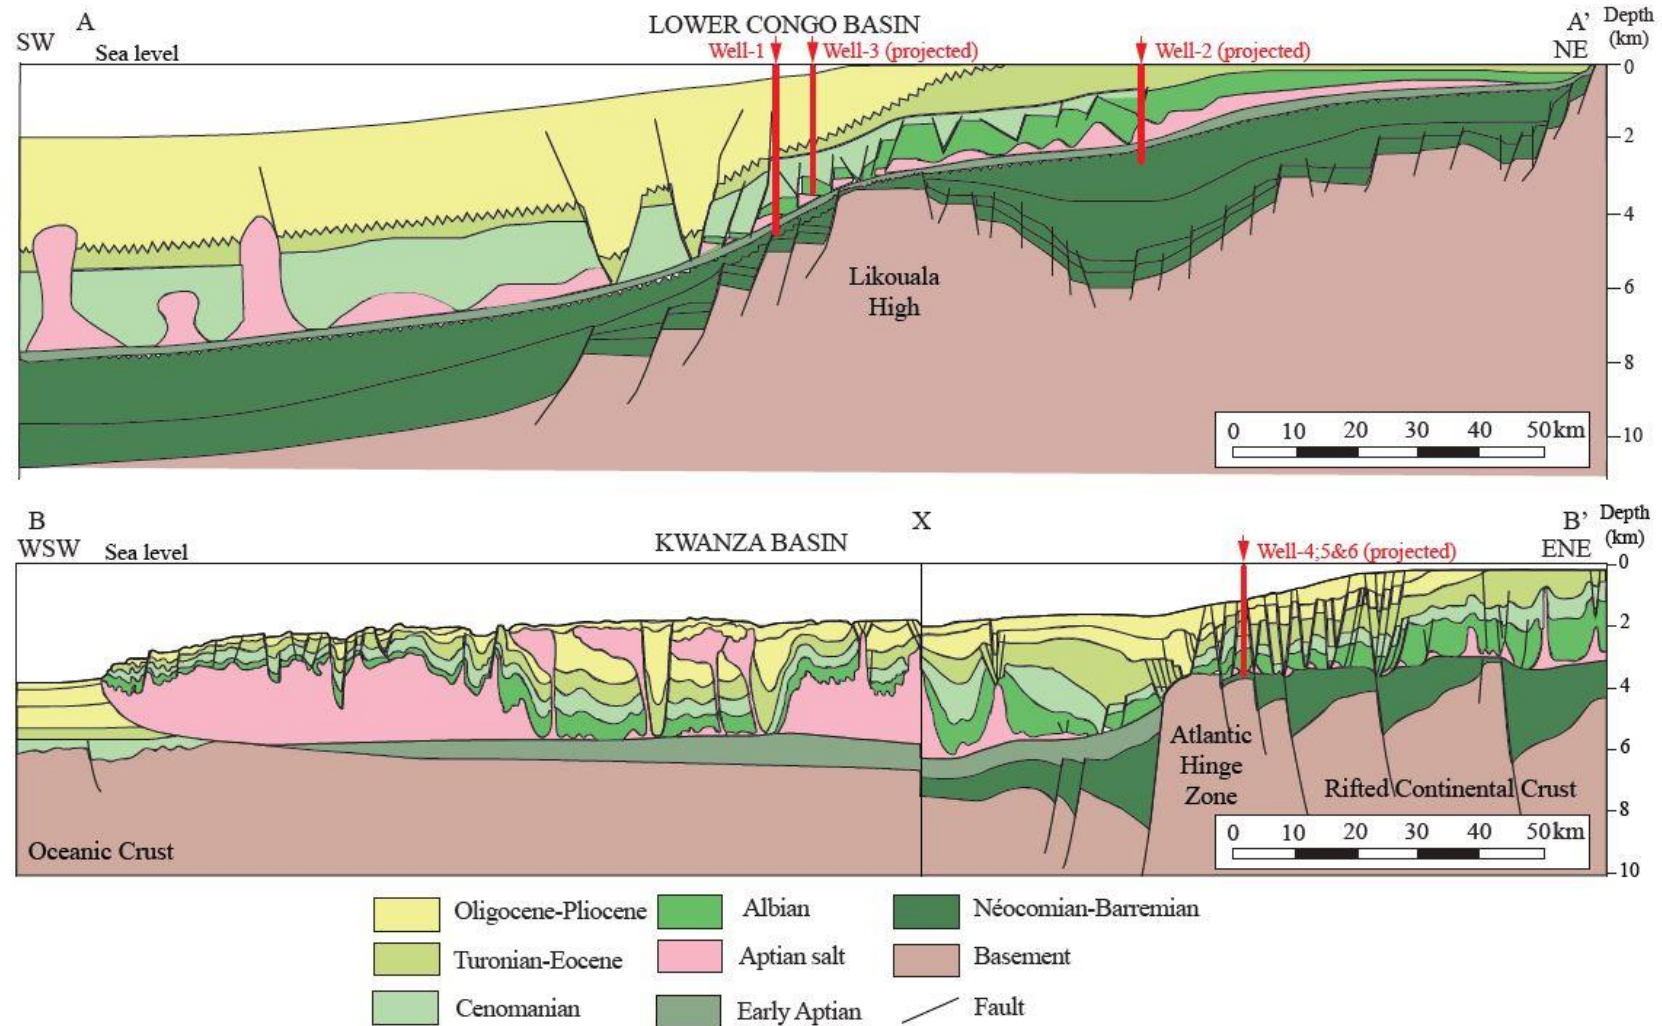 A
LOWER CONGO BASIN
A’
Depth
(km)
SW
Sea level
Well-1
Well-3 (projected)
Well-2 (projected)
NE
0
2
4
6
8
10
Likouala
High
0 10 20 30 40 50km
B
X
B’
Depth
(km)
WSW
Sea level
KWANZA BASIN
Well-4;5&6 (projected)
ENE
0
2
4
6
8
10
Atlantic
Hinge
Zone
Rifted Continental Crust
Oceanic Crust
0 10 20 30 40 50km
Oligocene-Pliocene
Albian
Néocomian-Barremian
Turonian-Eocene
Aptian salt
Basement
Cenomanian
Early Aptian
Fault